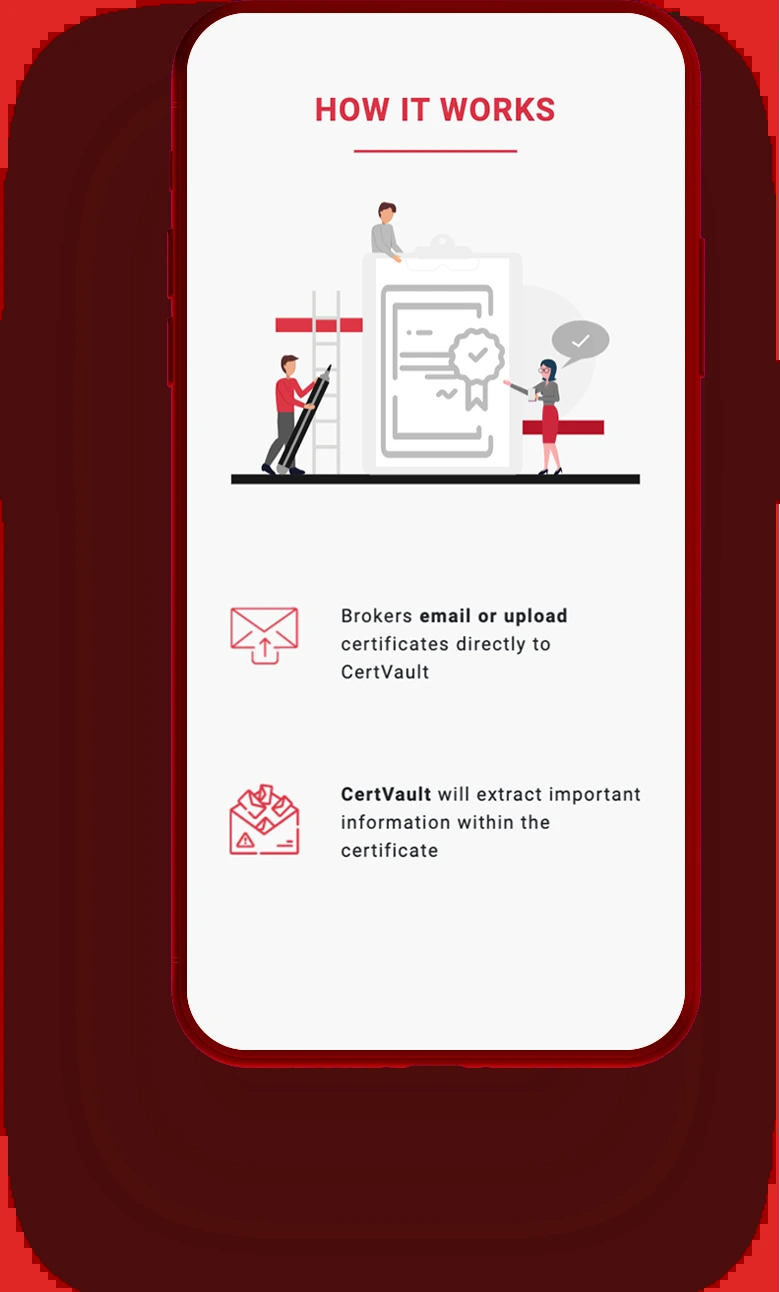 HOW IT WORKS
Brokers email or upload
certificates directly to
CertVault
CertVault will extract important
information within the
certificate